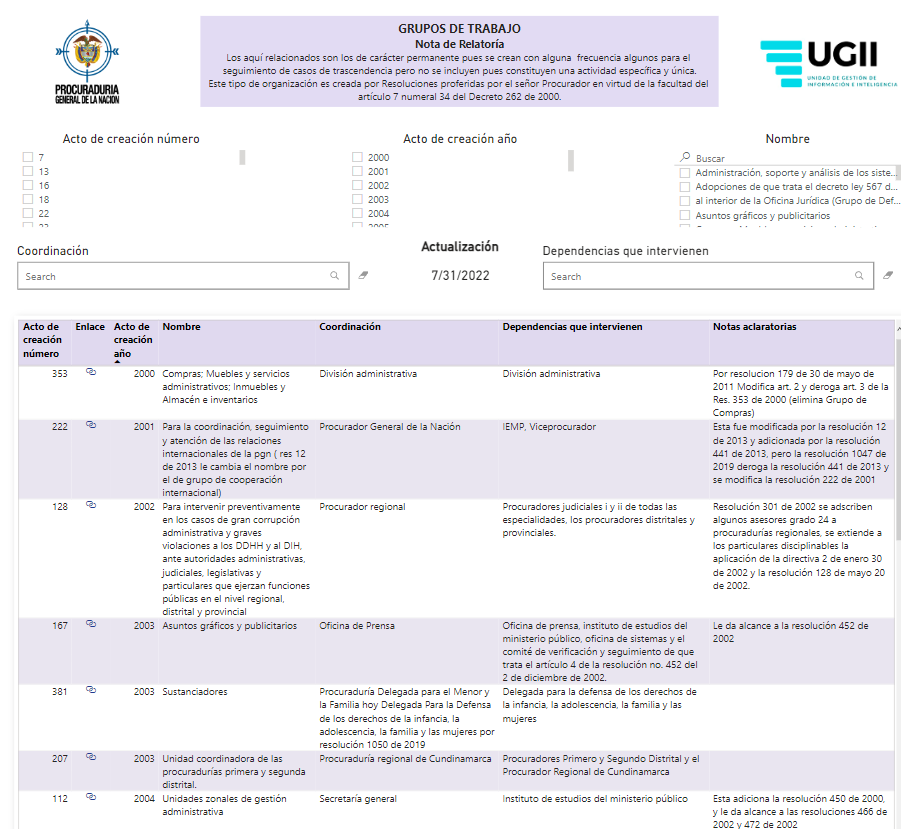 PROCURADURIA
GENERAL DE LA NACION
GRUPOS DE TRABAJO
Nota de Relatoría
Los aquí relacionados son los de carácter permanente pues se crean con alguna frecuencia algunos para el
seguimiento de casos de trascendencia pero no se incluyen pues constituyen una actividad específica y única.
Este tipo de organización es creada por Resoluciones proferidas por el señor Procurador en virtud de la facultad del
artículo 7 numeral 34 del Decreto 262 de 2000.
UGII
UNIDAD DE GESTIÓN DE
INFORMACIÓN E INTELIGENCIA
Acto de creación número
7
13
16
18
22
Acto de creación año
2000
2001
2002
2003
2004
2005
Nombre
Buscar
Administración, soporte y análisis de los siste...
Adopciones de que trata el decreto ley 567 d...
al interior de la Oficina Jurídica (Grupo de Def...
Asuntos gráficos y publicitarios
Coordinación
Search
Actualización
7/31/2022
Dependencias que intervienen
Search
Acto de
creación
número
Enlace
Acto de
creación
año
Nombre
Coordinación
Dependencias que intervienen
Notas aclaratorias
353
2000
Compras; Muebles y servicios
administrativos; Inmuebles y
Almacén e inventarios
División administrativa
División administrativa
Por resolucion 179 de 30 de mayo de
2011 Modifica art. 2 y deroga art. 3 de la
Res. 353 de 2000 (elimina Grupo de
Compras)
222
2001
Para la coordinación, seguimiento
y atención de las relaciones
internacionales de la pgn ( res 12
de 2013 le cambia el nombre por
el de grupo de cooperación
internacional)
Procurador General de la Nación
IEMP, Viceprocurador
Esta fue modificada por la resolución 12
de 2013 y adicionada por la resolución
441 de 2013, pero la resolución 1047 de
2019 deroga la resolución 441 de 2013 y
se modifica la resolución 222 de 2001
128
2002
Para intervenir preventivamente
en los casos de gran corrupción
administrativa y graves
violaciones a los DDHH y al DIH,
ante autoridades administrativas,
judiciales, legislativas y
particulares que ejerzan funciones
públicas en el nivel regional,
distrital y provincial
Procurador regional
Procuradores judiciales i y ii de todas las
especialidades, los procuradores distritales y
provinciales.
Resolución 301 de 2002 se adscriben
algunos asesores grado 24 a
procuradurías regionales, se extiende a
los particulares disciplinables la
aplicación de la directiva 2 de enero 30
de 2002 y la resolución 128 de mayo 20
de 2002.
167
2003
Asuntos gráficos y publicitarios
Oficina de Prensa
Oficina de prensa, instituto de estudios del
ministerio público, oficina de sistemas y el
comité de verificación y seguimiento de que
trata el artículo 4 de la resolución no. 452 del
2 de diciembre de 2002.
Le da alcance a la resolución 452 de
2002
381
2003
Sustanciadores
Procuraduría Delegada para el Menor y
la Familia hoy Delegada Para la Defensa
de los derechos de la infancia, la
adolescencia, la familia y las mujeres por
resolución 1050 de 2019
Delegada para la defensa de los derechos de
la infancia, la adolescencia, la familia y las
mujeres
207
2003
Unidad coordinadora de las
procuradurías primera y segunda
distrital.
Procuraduría regional de Cundinamarca
Procuradores Primero y Segundo Distrital y el
Procurador Regional de Cundinamarca
112
2004
Unidades zonales de gestión
administrativa
Secretaría general
Instituto de estudios del ministerio público
Esta adiciona la resolución 450 de 2000,
y le da alcance a las resoluciones 466 de
2002 y 472 de 2002